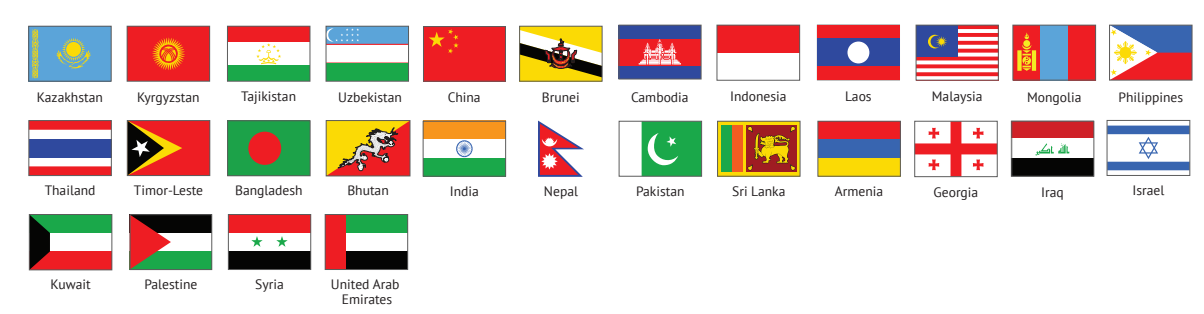 Kazakhstan Kyrgyzstan Tajikistan Uzbekistan China Brunei Cambodia Indonesia Laos Malaysia Mongolia Philippines
Thailand Timor-Leste Bangladesh Bhutan India Nepal Pakistan Sri Lanka Armenia Georgia Iraq Israel
Kuwait Palestine Syria United Arab
Emirates